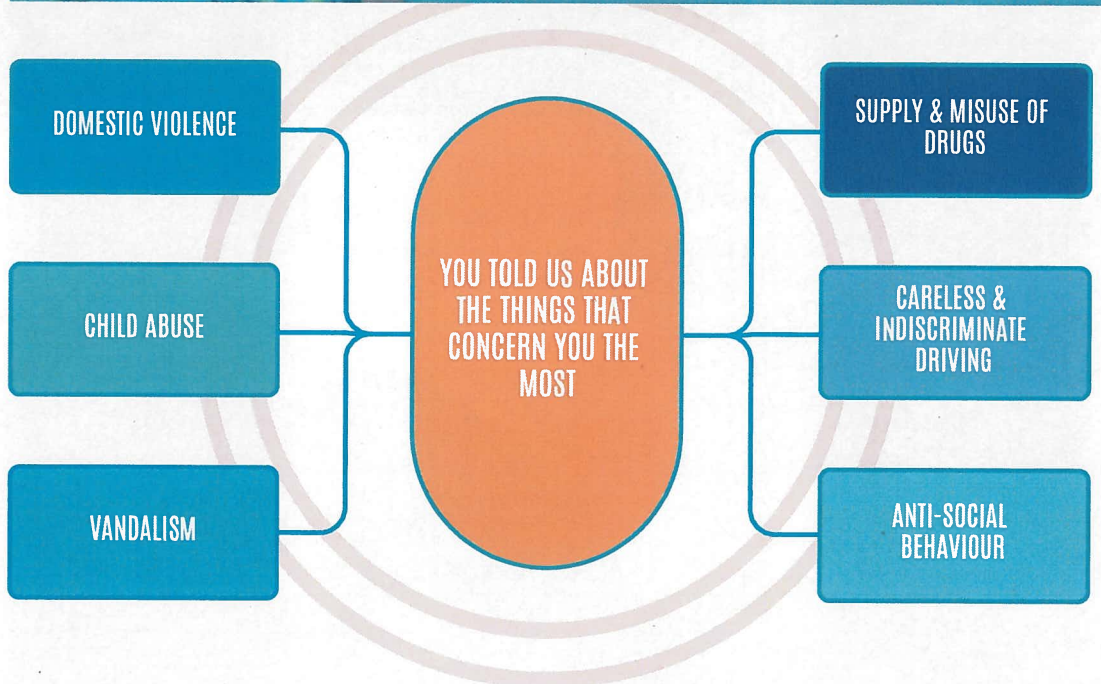 DOMESTIC VIOLENCE
CHILD ABUSE
VANDALISM
YOU TOLD US ABOUT
THE THINGS THAT
CONCERN YOU THE
MOST
SUPPLY & MISUSE OF
DRUGS
CARELESS &
INDISCRIMINATE
DRIVING
ANTI-SOCIAL
BEHAVIOUR